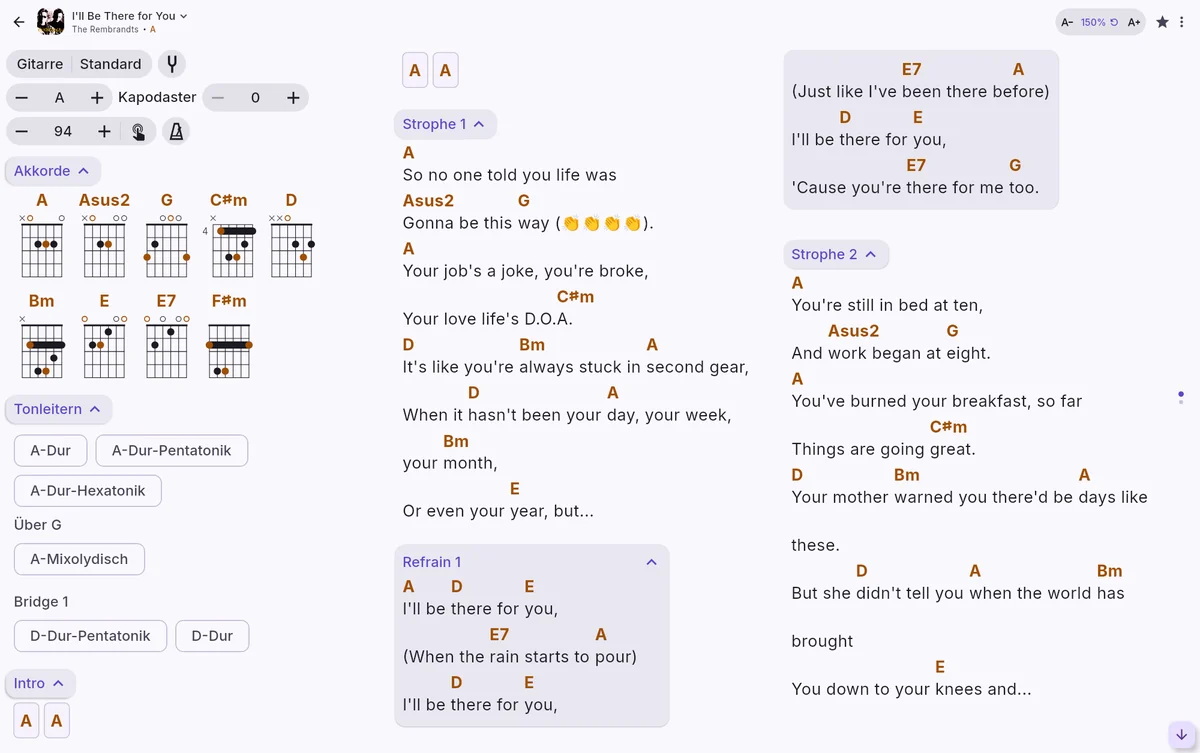 I'll Be There for You
The Rembrandts • A
A- 150% A+
Gitarre Standard
− A + Kapodaster − 0 +
− 94 +
Akkorde
A Asus2 G C#m D
4
Bm E E7 F#m
Tonleitern
A-Dur A-Dur-Pentatonik
A-Dur-Hexatonik
Über G
A-Mixolydisch
Bridge 1
D-Dur-Pentatonik D-Dur
Intro
A A
A A
Strophe 1
A
So no one told you life was
Asus2 G
Gonna be this way (👏👏👏👏).
A
Your job's a joke, you're broke,
C#m
Your love life's D.O.A.
D Bm A
It's like you're always stuck in second gear,
D A
When it hasn't been your day, your week,
Bm
your month,
E
Or even your year, but...
Refrain 1
A D E
I'll be there for you,
E7 A
(When the rain starts to pour)
D E
I'll be there for you,
E7 A
(Just like I've been there before)
D E
I'll be there for you,
E7 G
'Cause you're there for me too.
Strophe 2
A
You're still in bed at ten,
Asus2 G
And work began at eight.
A
You've burned your breakfast, so far
C#m
Things are going great.
D Bm A
Your mother warned you there'd be days like
these.
D A Bm
But she didn't tell you when the world has
brought
E
You down to your knees and...